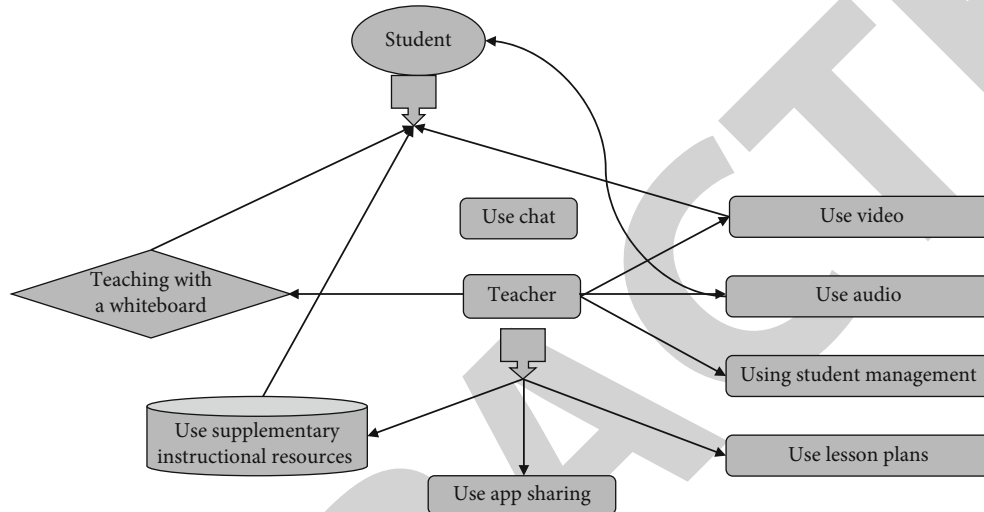 Student
Use chat
Use video
Teaching with
a whiteboard
Teacher
Use audio
Using student management
Use supplementary
instructional resources
Use lesson plans
Use app sharing